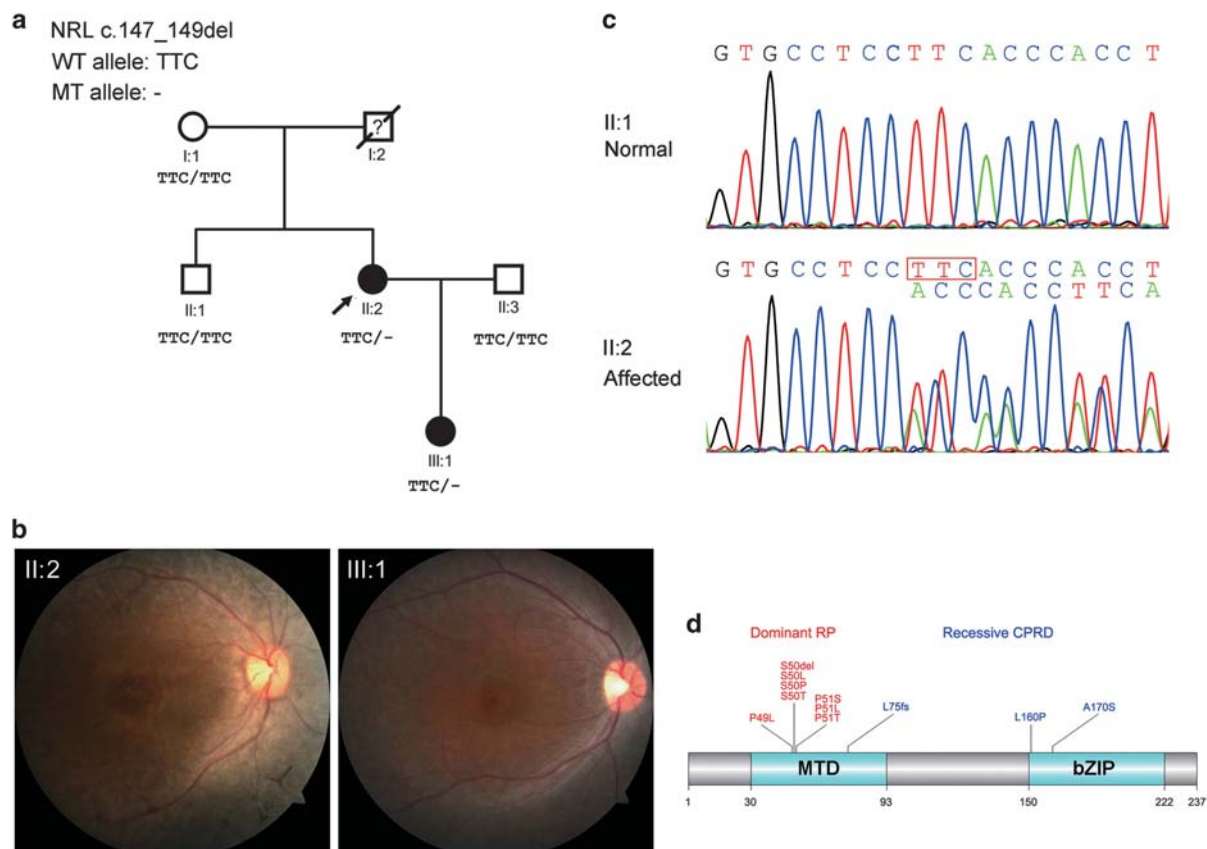 a
NRL c.147_149del
WT allele: TTC
MT allele: -
?
I:1
I:2
TTC/TTC
II:1
II:2
II:3
TTC/TTC
TTC/-
TTC/TTC
III:1
TTC/-
b
II:2
III:1
c
G T G C C T C C T T C A C C C A C C T
II:1
Normal
G T G C C T C C T T C A C C C A C C T
A C C C A C C T T C A
II:2
Affected
d
Dominant RP
Recessive CPRD
S50del
S50L
S50P
S50T
P51S
P51L
P51T
P49L
L75fs
L160P
A170S
MTD
bZIP
1
30
93
150
222
237